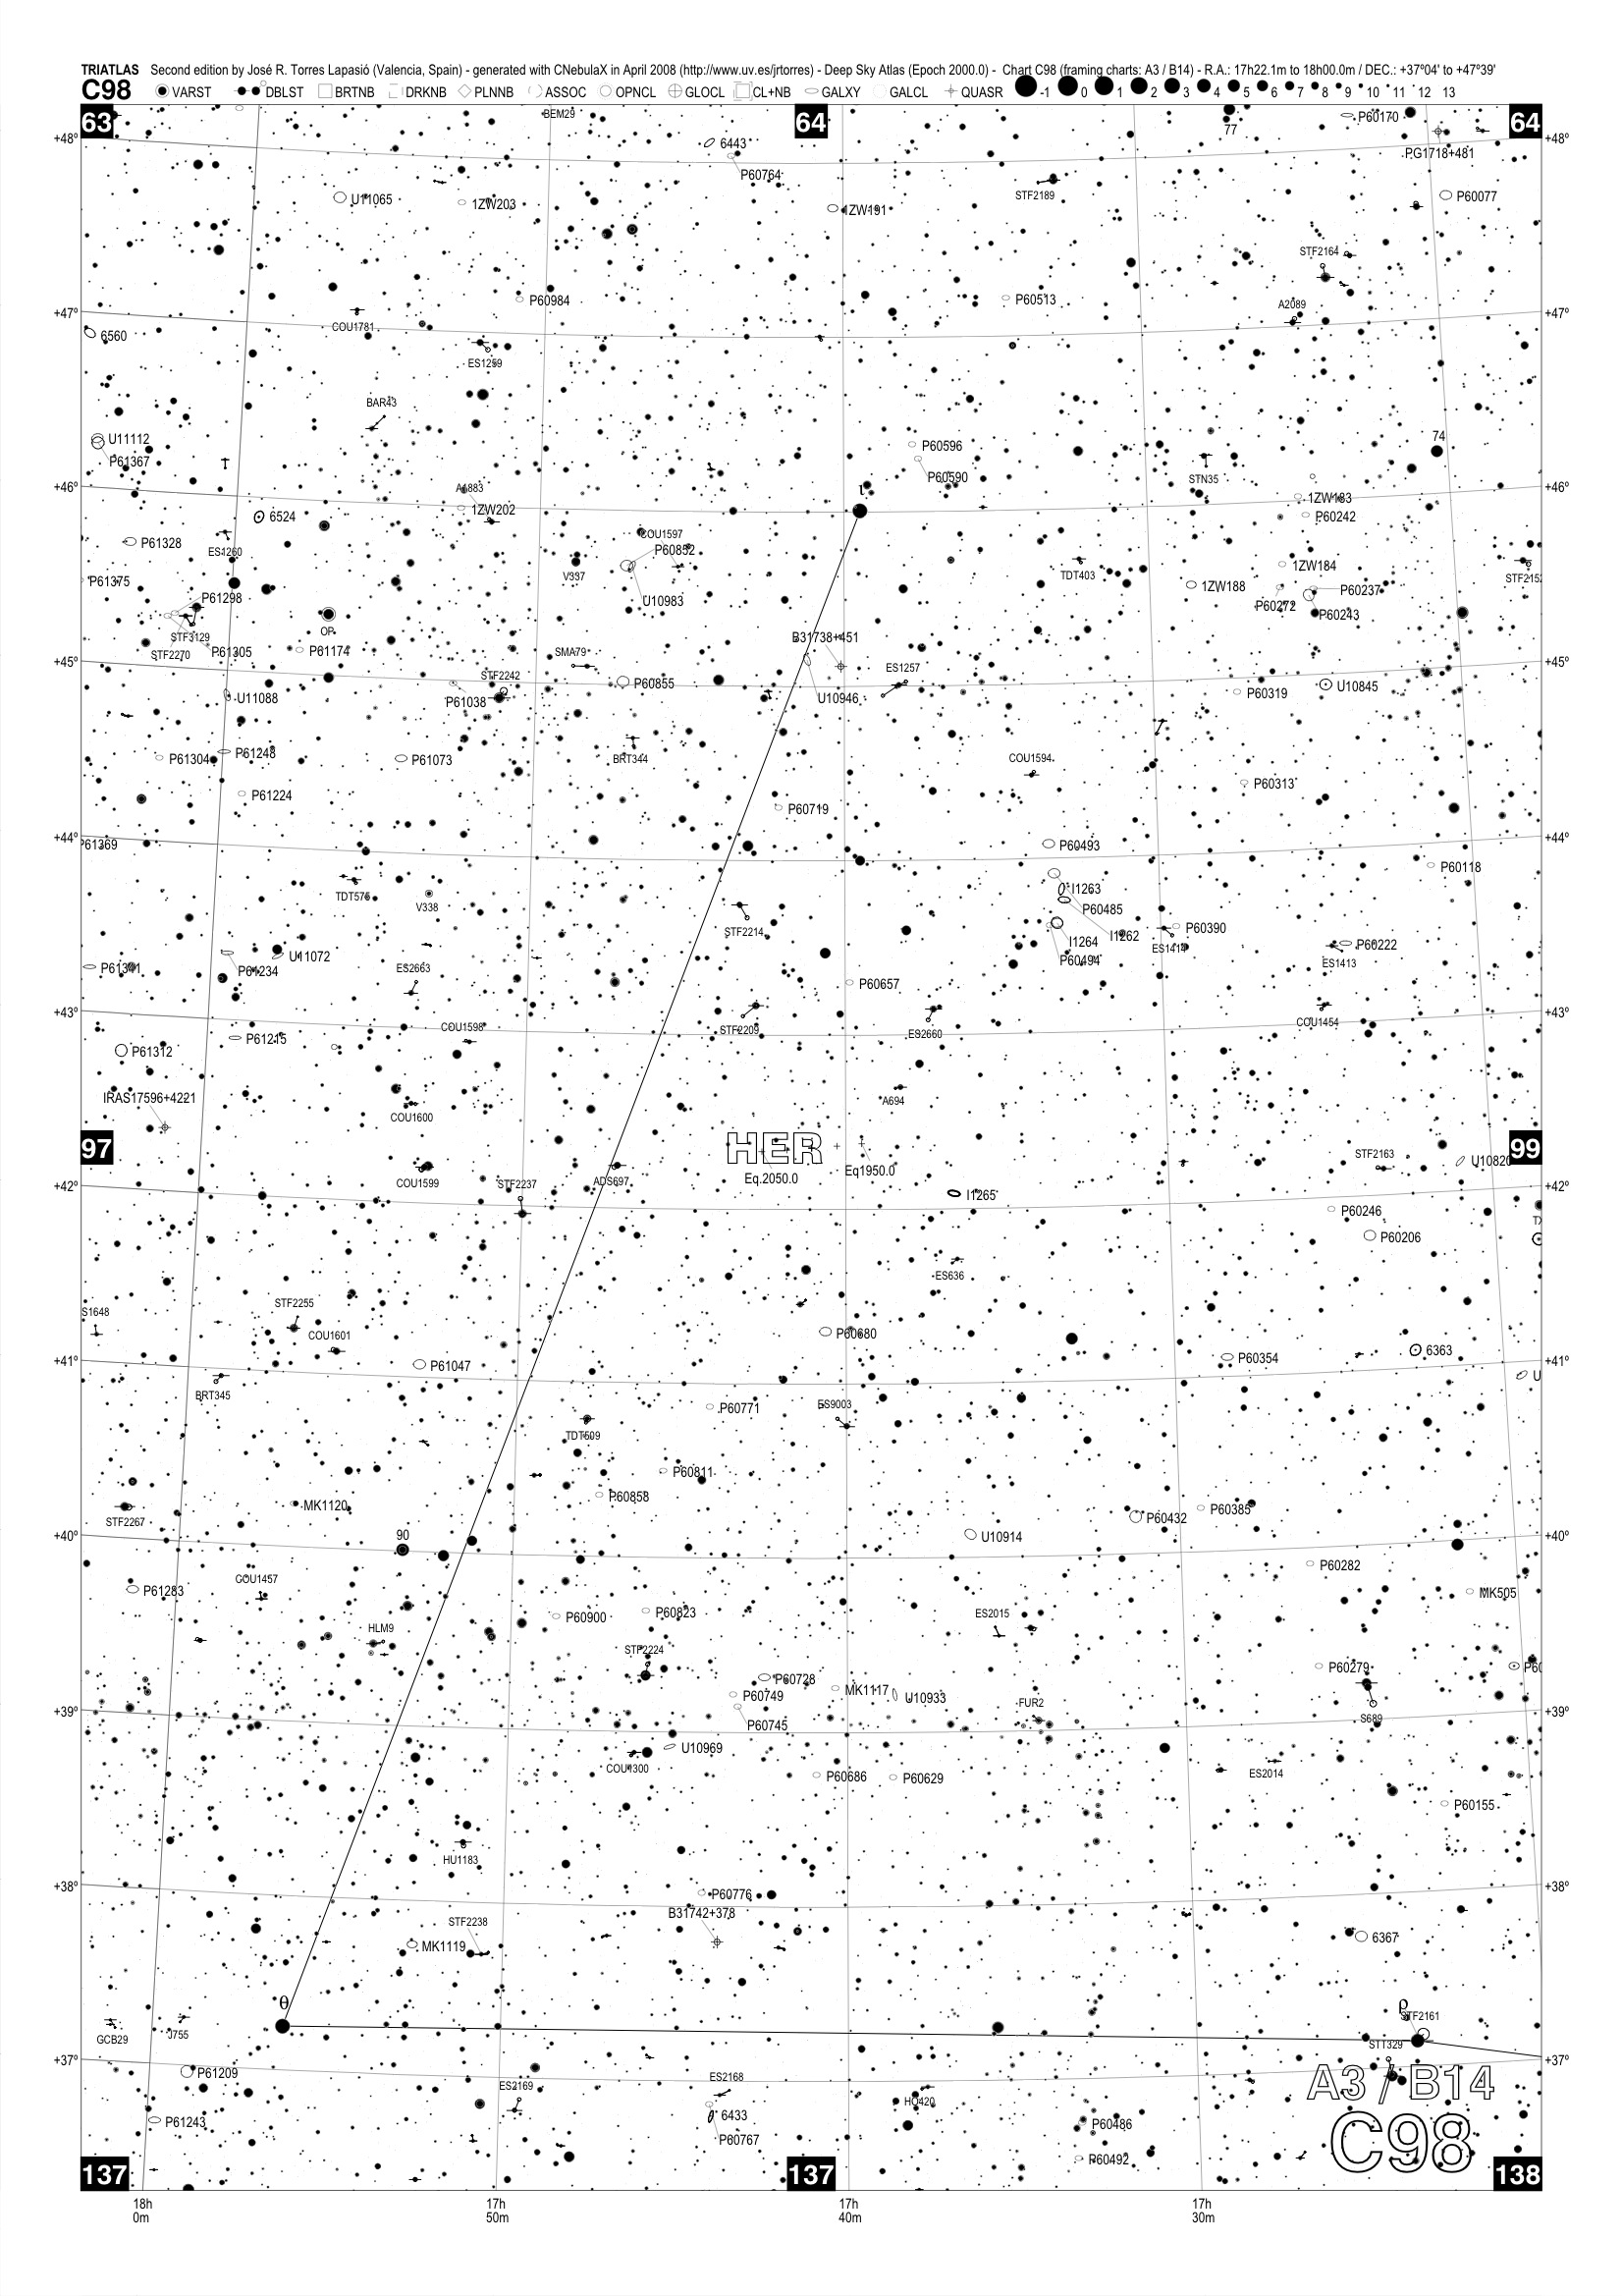 TRIATLAS Second edition by José R. Torres Lapasió (Valencia, Spain) - generated with CNebulaX in April 2008 (http://www.uv.es/jrtorres) - Deep Sky Atlas (Epoch 2000.0) - Chart C98 (framing charts: A3 / B14) - R.A.: 17h22.1m to 18h00.0m / DEC.: +37°04' to +47°39'
C98 VARST DBLST BRTNB DRKNB PLNNB ASSOC OPNCL GLOCL CL+NB GALXY GALCL QUASR -1 0 1 2 3 4 5 6 7 8 9 10 11 12 13
63 64 64
BEM29 P60170
77
+48° 6443 +48°
PG1718+481
P60764
STF2189
U11065 1ZW203 1ZW191 P60077
STF2164
P60984 P60513
A2089
+47° +47°
COU1781
6560
ES1259
BAR43
U11112 P60596 74
P61367
P60590
STN35
+46° A1883 ι +46°
1ZW202 1ZW183
6524 P60242
P61328 COU1597
ES1260 P60852
1ZW184
P61375 V337 TDT403 STF2152
1ZW188 P60237
P61298 U10983 P60272
P60243
OP
STF3129 B31738+451
STF2270 P61305 P61174 SMA79
+45° ES1257 +45°
STF2242
P60855 U10845
U11088 P61038 U10946 P60319
P61304 P61248 P61073 BRT344 COU1594
P61224 P60313
P60719
+44° +44°
P61369 P60493
P60118
I1263
TDT575 V338 P60485
STF2214 I1262 P60390
I1264 ES1414 P60222
U11072 P60494
P61341 P61234 ES2663 ES1413
P60657
+43° +43°
COU1598 STF2209 ES2660 COU1454
P61215
P61312
IRAS17596+4221 A694
COU1600
97 HER 99
STF2163 U10820
Eq.2050.0 Eq1950.0
COU1599 STF2237 ADS697
+42° I1265 +42°
P60246
P60206
ES636
STF2255
S1648 COU1601 P60680
6363
+41° P61047 P60354 +41°
BRT345
P60771 ES9003
TDT609
P60811
P60858
MK1120 P60385
STF2267 P60432
+40° 90 U10914 +40°
P60282
COU1457
P61283 MK505
P60900 P60823 ES2015
HLM9
STF2224
P60279
P60728
P60749 MK1117 U10933 FUR2
+39° P60745 S689 +39°
U10969
COU1300 ES2014
P60686 P60629
P60155
HU1183
+38° P60776 +38°
B31742+378
STF2238
MK1119 6367
θ ρ
STF2161
GCB29 J755
STT329
+37° +37°
P61209 A3 / B14
ES2169 ES2168 HO420
P61243 6433 P60486
C98
P60767
P60492
137 137 138
18h 17h 17h 17h
0m 50m 40m 30m